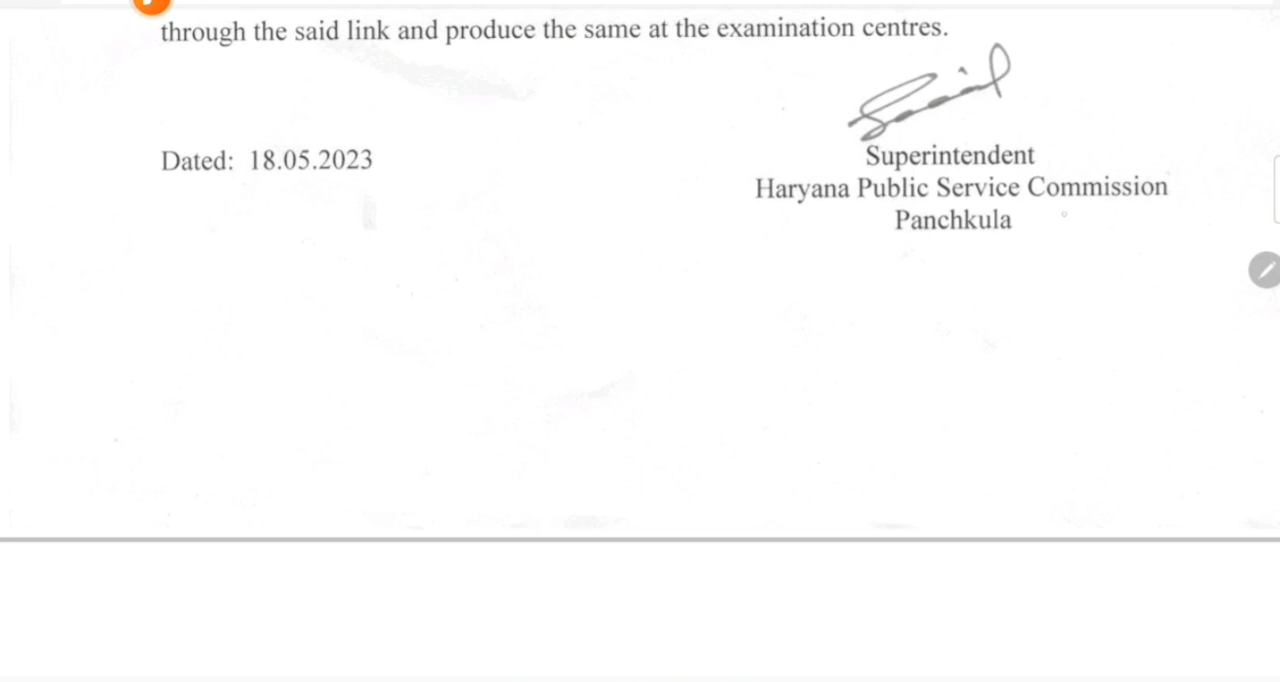 through the said link and produce the same at the examination centres.
Dated: 18.05.2023
Superintendent
Haryana Public Service Commission
Panchkula